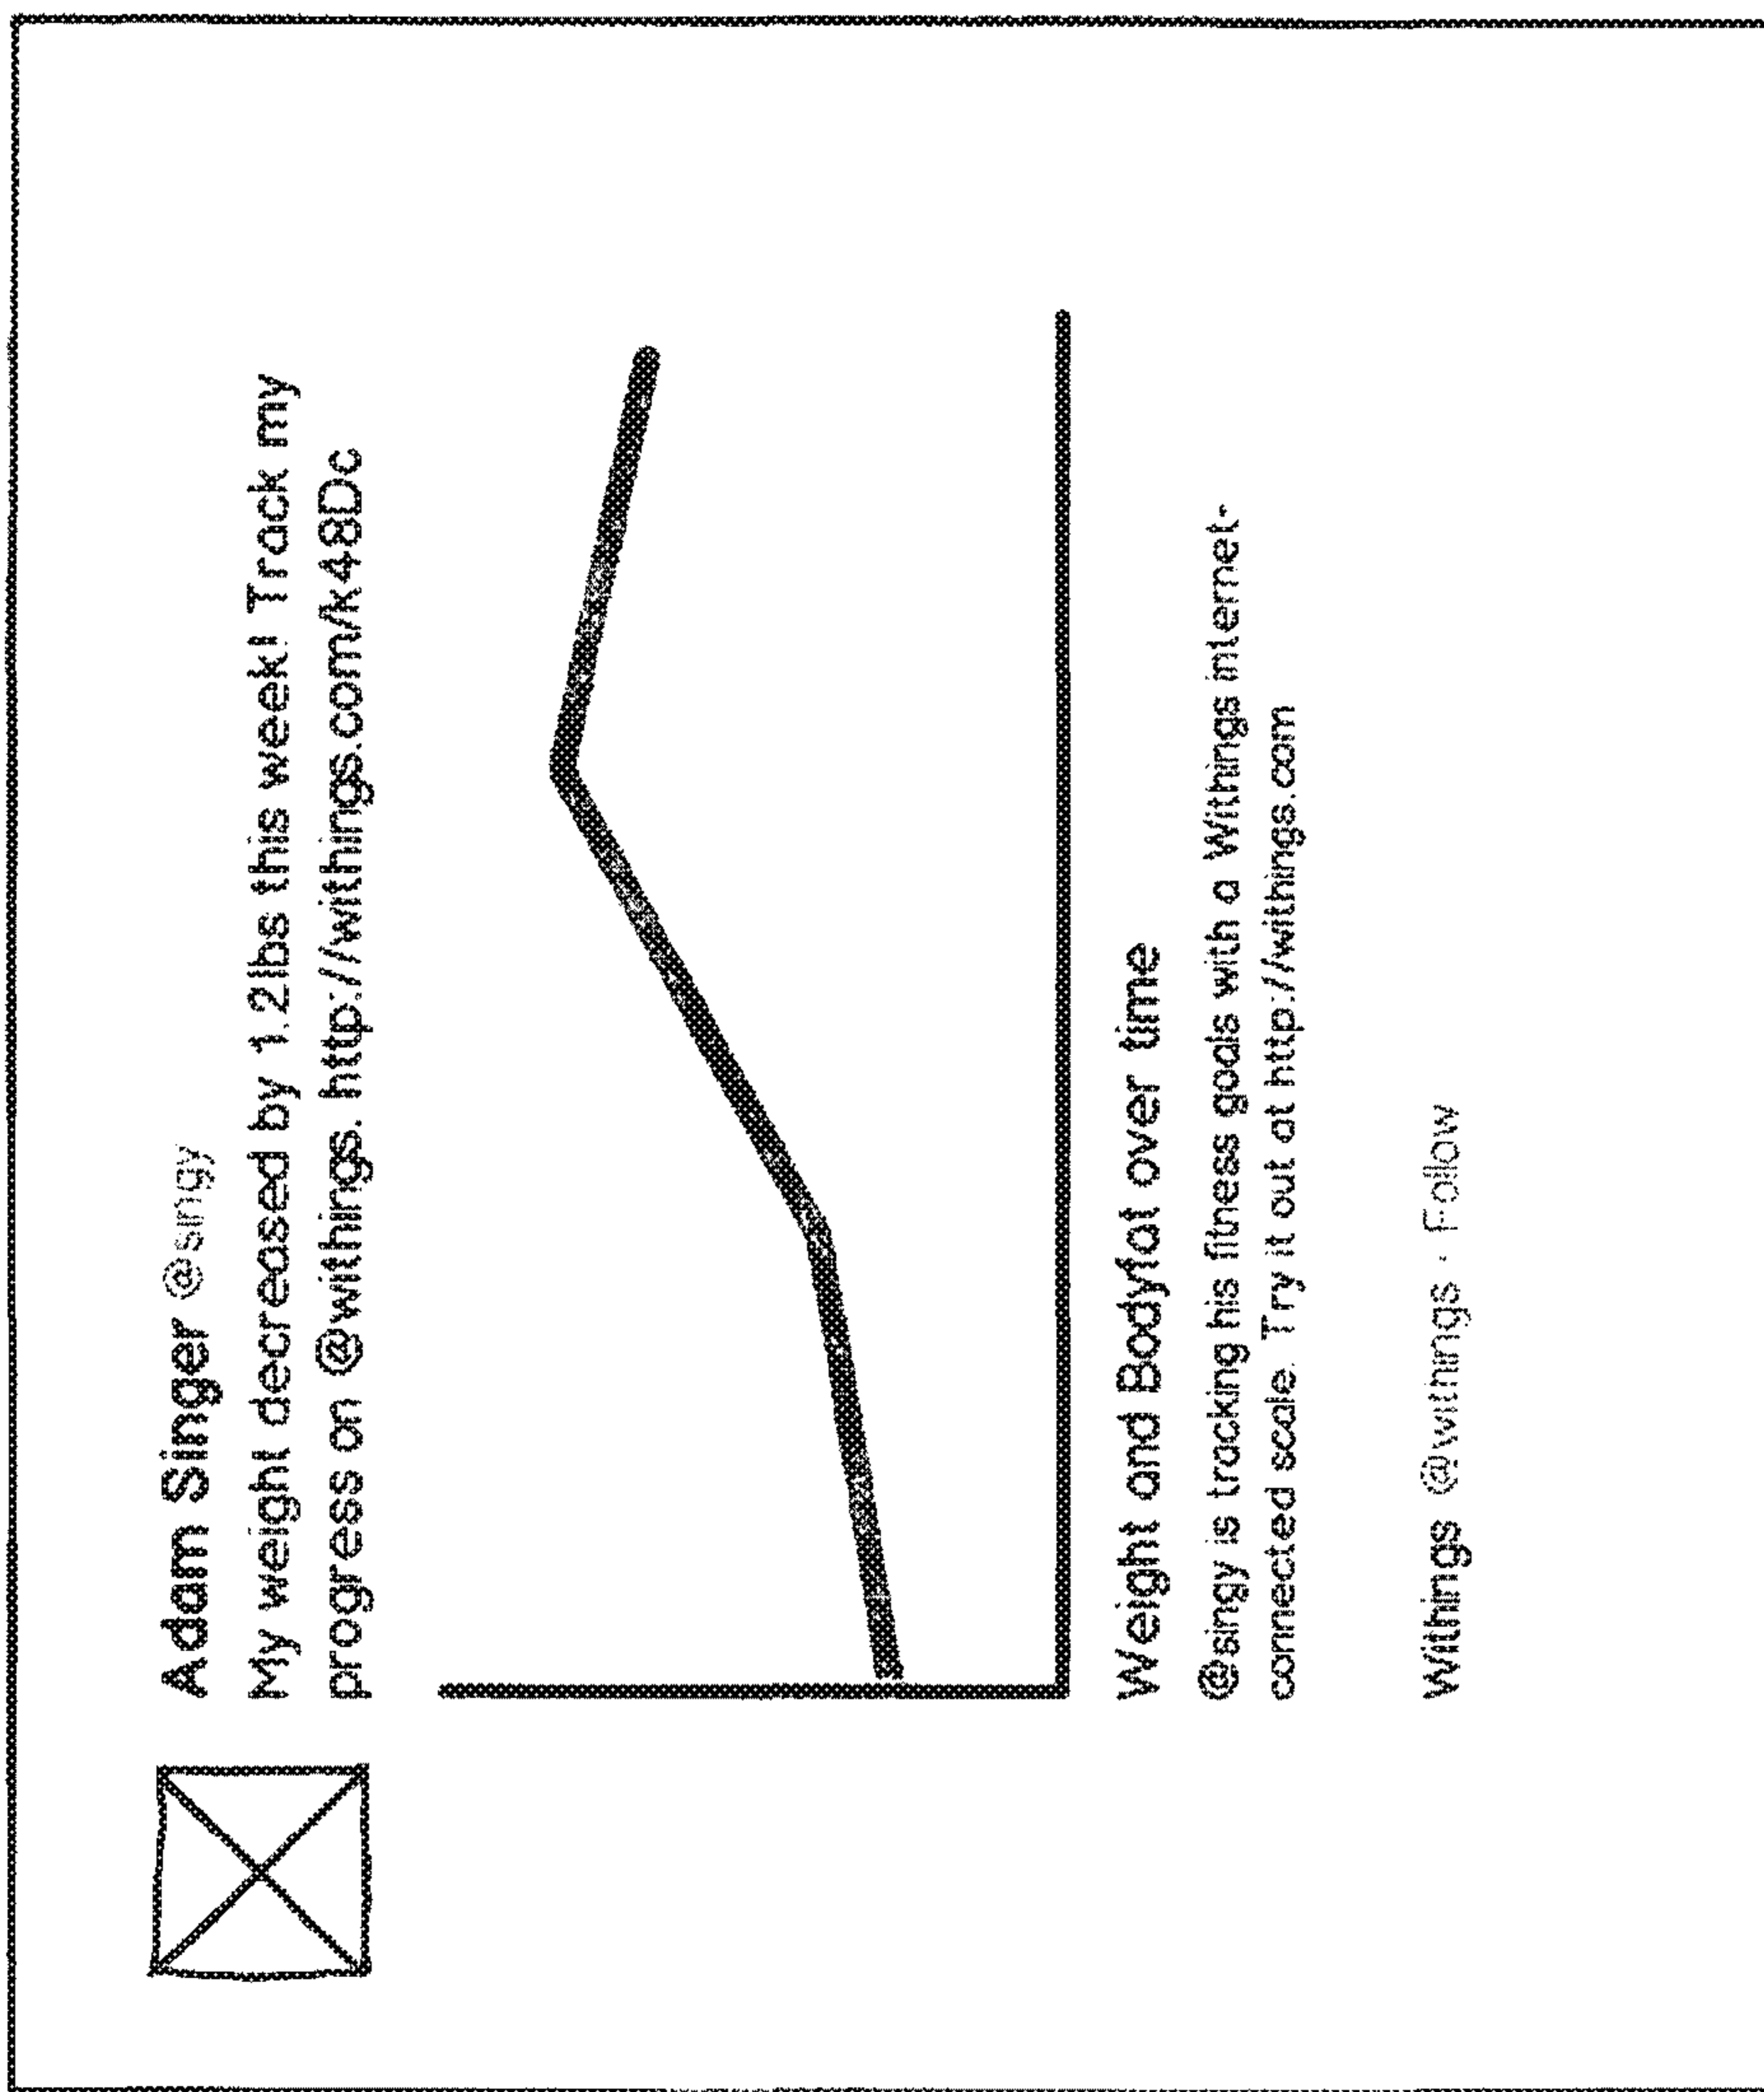 Adam Singer @singy
My weight decreased by 1.2lbs this week! Track my
progress on @withings. http://withings.com/k48Dc
Weight and Bodyfat over time
@singy is tracking his fitness goals with a Withings internet-
connected scale. Try it out at http://withings.com
Withings @withings · Follow